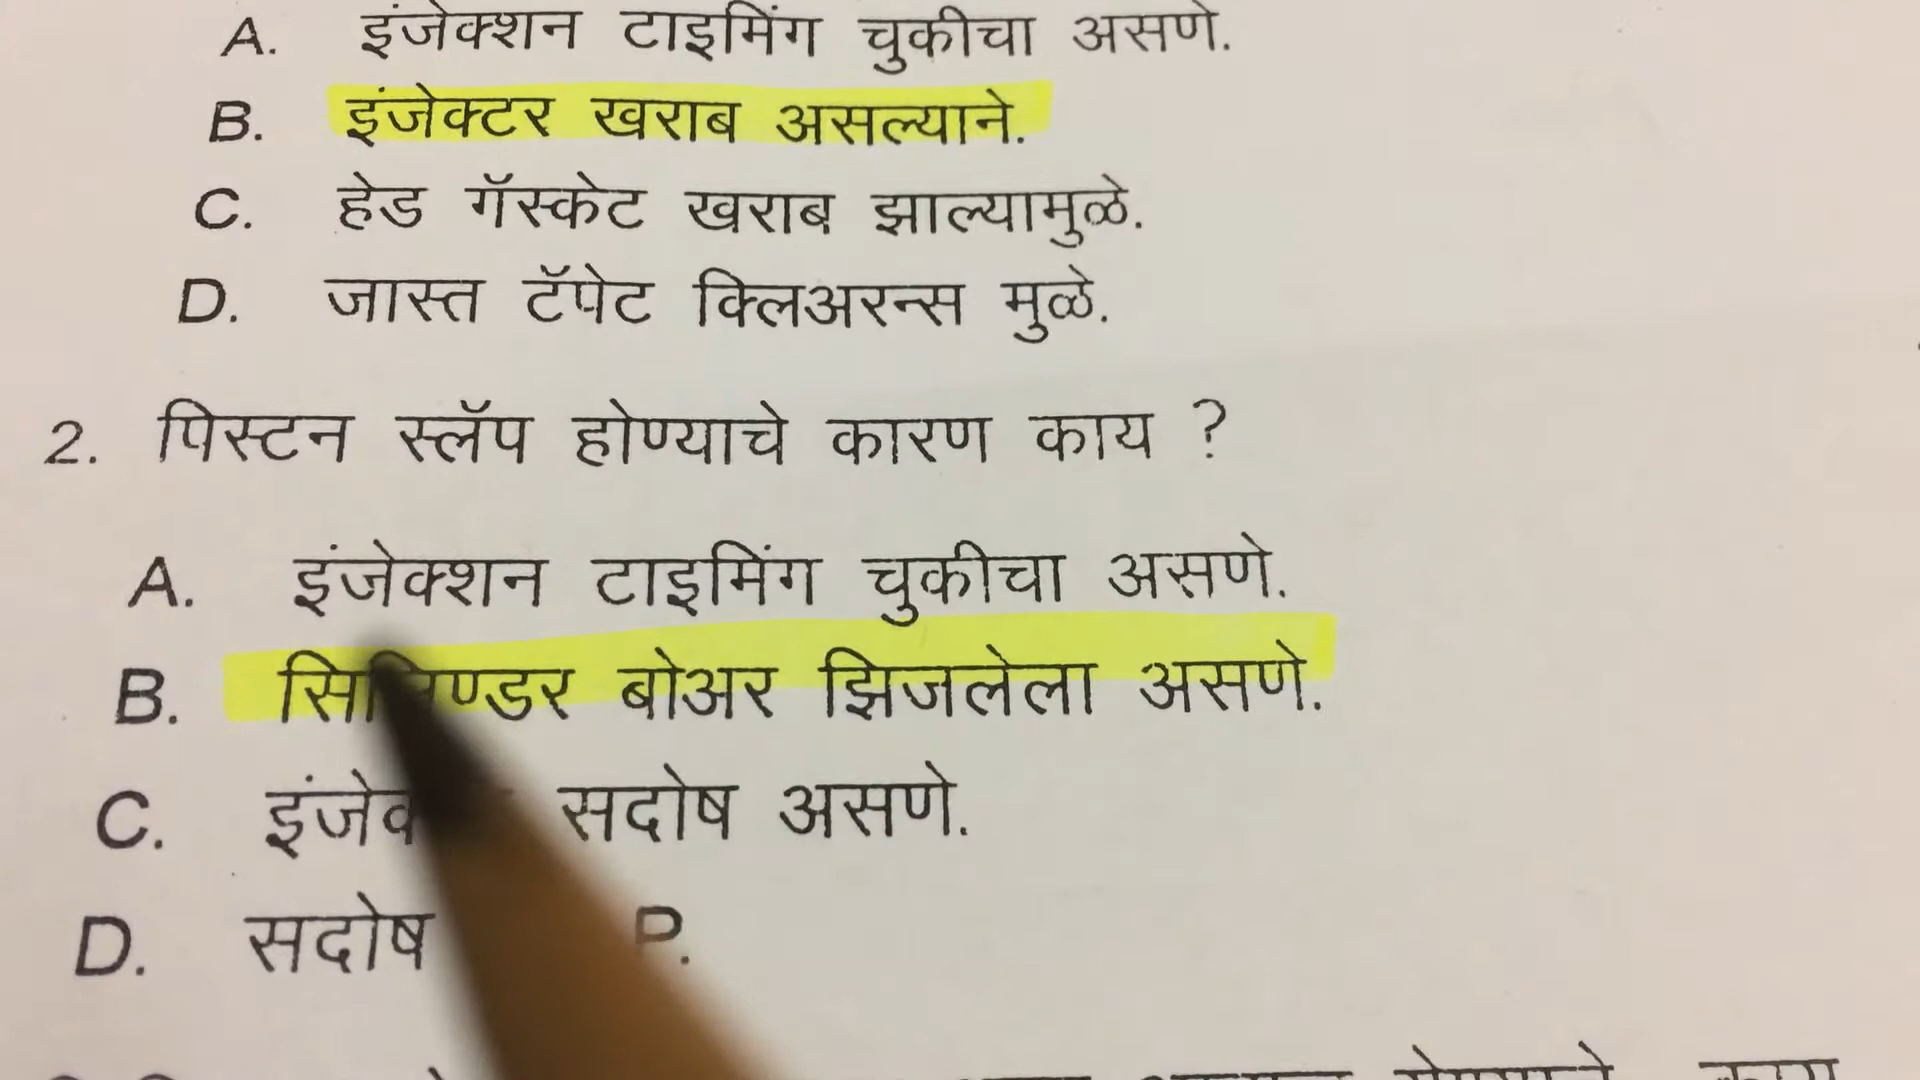 A. इंजेक्शन टाइमिंग चुकीचा असणे.
B. इंजेक्टर खराब असल्याने.
C. हेड गॅस्केट खराब झाल्यामुळे.
D. जास्त टॅपेट क्लिअरन्स मुळे.
2. पिस्टन स्लॅप होण्याचे कारण काय ?
A. इंजेक्शन टाइमिंग चुकीचा असणे.
B. सिलिण्डर बोअर झिजलेला असणे.
C. सदोष असणे.
D. सदोष